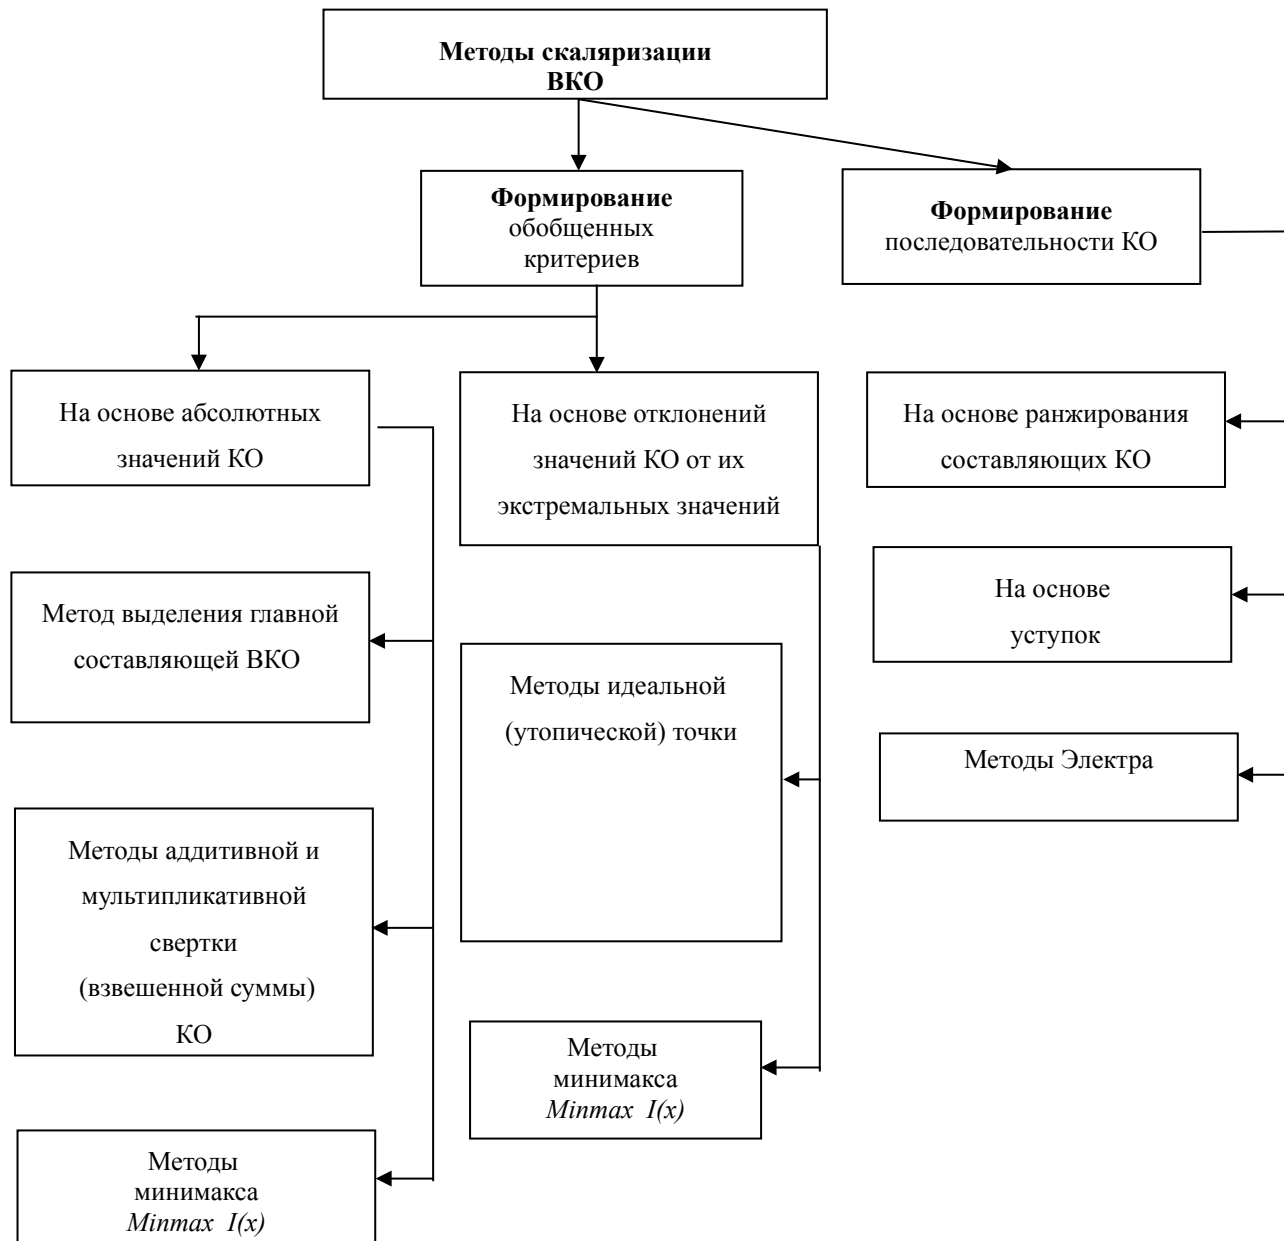 Методы скаляризации
ВКО
Формирование
обобщенных
критериев
Формирование
последовательности КО
На основе абсолютных
значений КО
На основе отклонений
значений КО от их
экстремальных значений
На основе ранжирования
составляющих КО
Метод выделения главной
составляющей ВКО
Методы идеальной
(утопической) точки
На основе
уступок
Методы Электра
Методы аддитивной и
мультипликативной
свертки
(взвешенной суммы)
КО
Методы
минимакса
Minmax I(x)
Методы
минимакса
Minmax I(x)